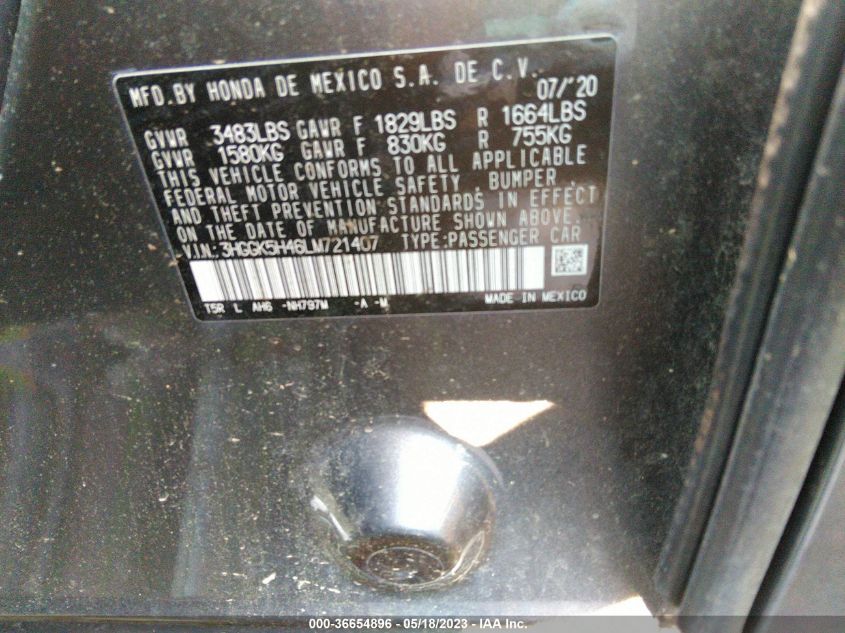 MFD.BY HONDA DE MEXICO S.A. DE C.V. 07/'20
GVWR 3483LBS GAWR F 1829LBS R 1664LBS
GVWR 1580KG GAWR F 830KG R 755KG
THIS VEHICLE CONFORMS TO ALL APPLICABLE
FEDERAL MOTOR VEHICLE SAFETY, BUMPER,
AND THEFT PREVENTION STANDARDS IN EFFECT
ON THE DATE OF MANUFACTURE SHOWN ABOVE.
V.I.N.: 3HGGK5H46LM721407 TYPE:PASSENGER CAR
T5R L AH6 -NH797M -A -M MADE IN MEXICO
000-36654896 - 05/18/2023 - IAA Inc.